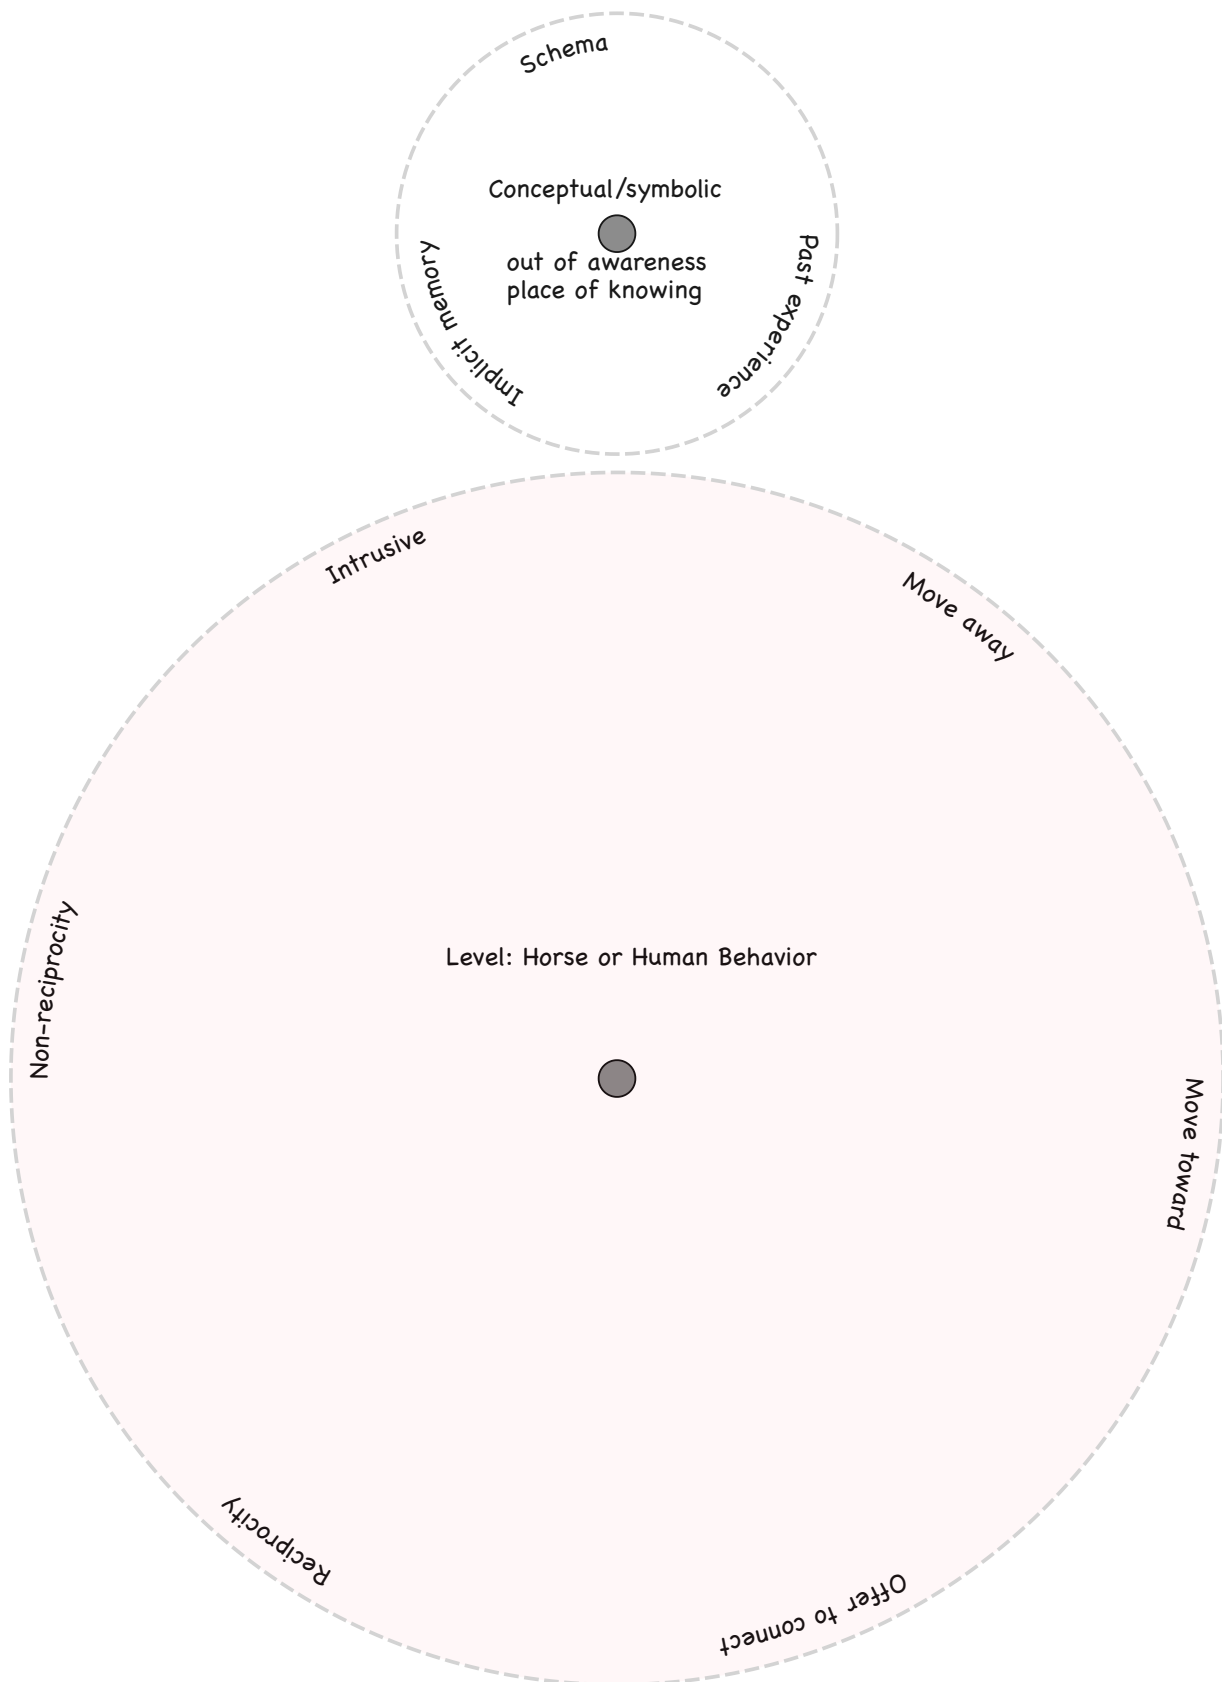 Schema
Conceptual/symbolic
out of awareness
place of knowing
Past experience
Implicit memory
Intrusive
Move away
Non-reciprocity
Level: Horse or Human Behavior
Move toward
Reciprocity
Offer to connect